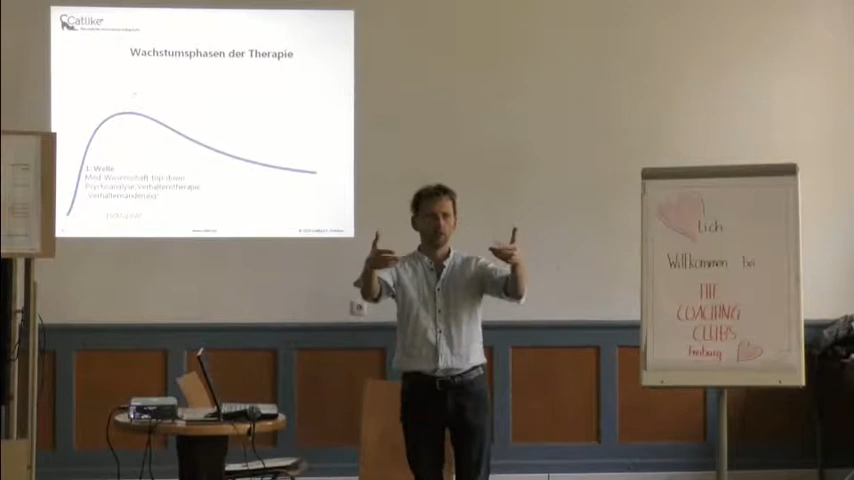 Catlike
Wachstumsphasen der Therapie
1. Welle
Med.Wissenschaft top-down
Psychoanalyse, Verhaltenstherapie
„Verhaltensänderung“
lich
Willkommen bei
THE
COACHING
CLUBS
Freiburg